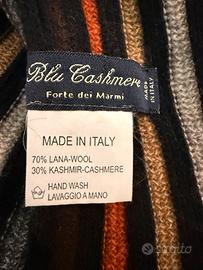 Blu Cashmere
Forte dei Marmi
MADE
IN ITALY
MADE IN ITALY
70% LANA-WOOL
30% KASHMIR-CASHMERE
HAND WASH
LAVAGGIO A MANO
subito